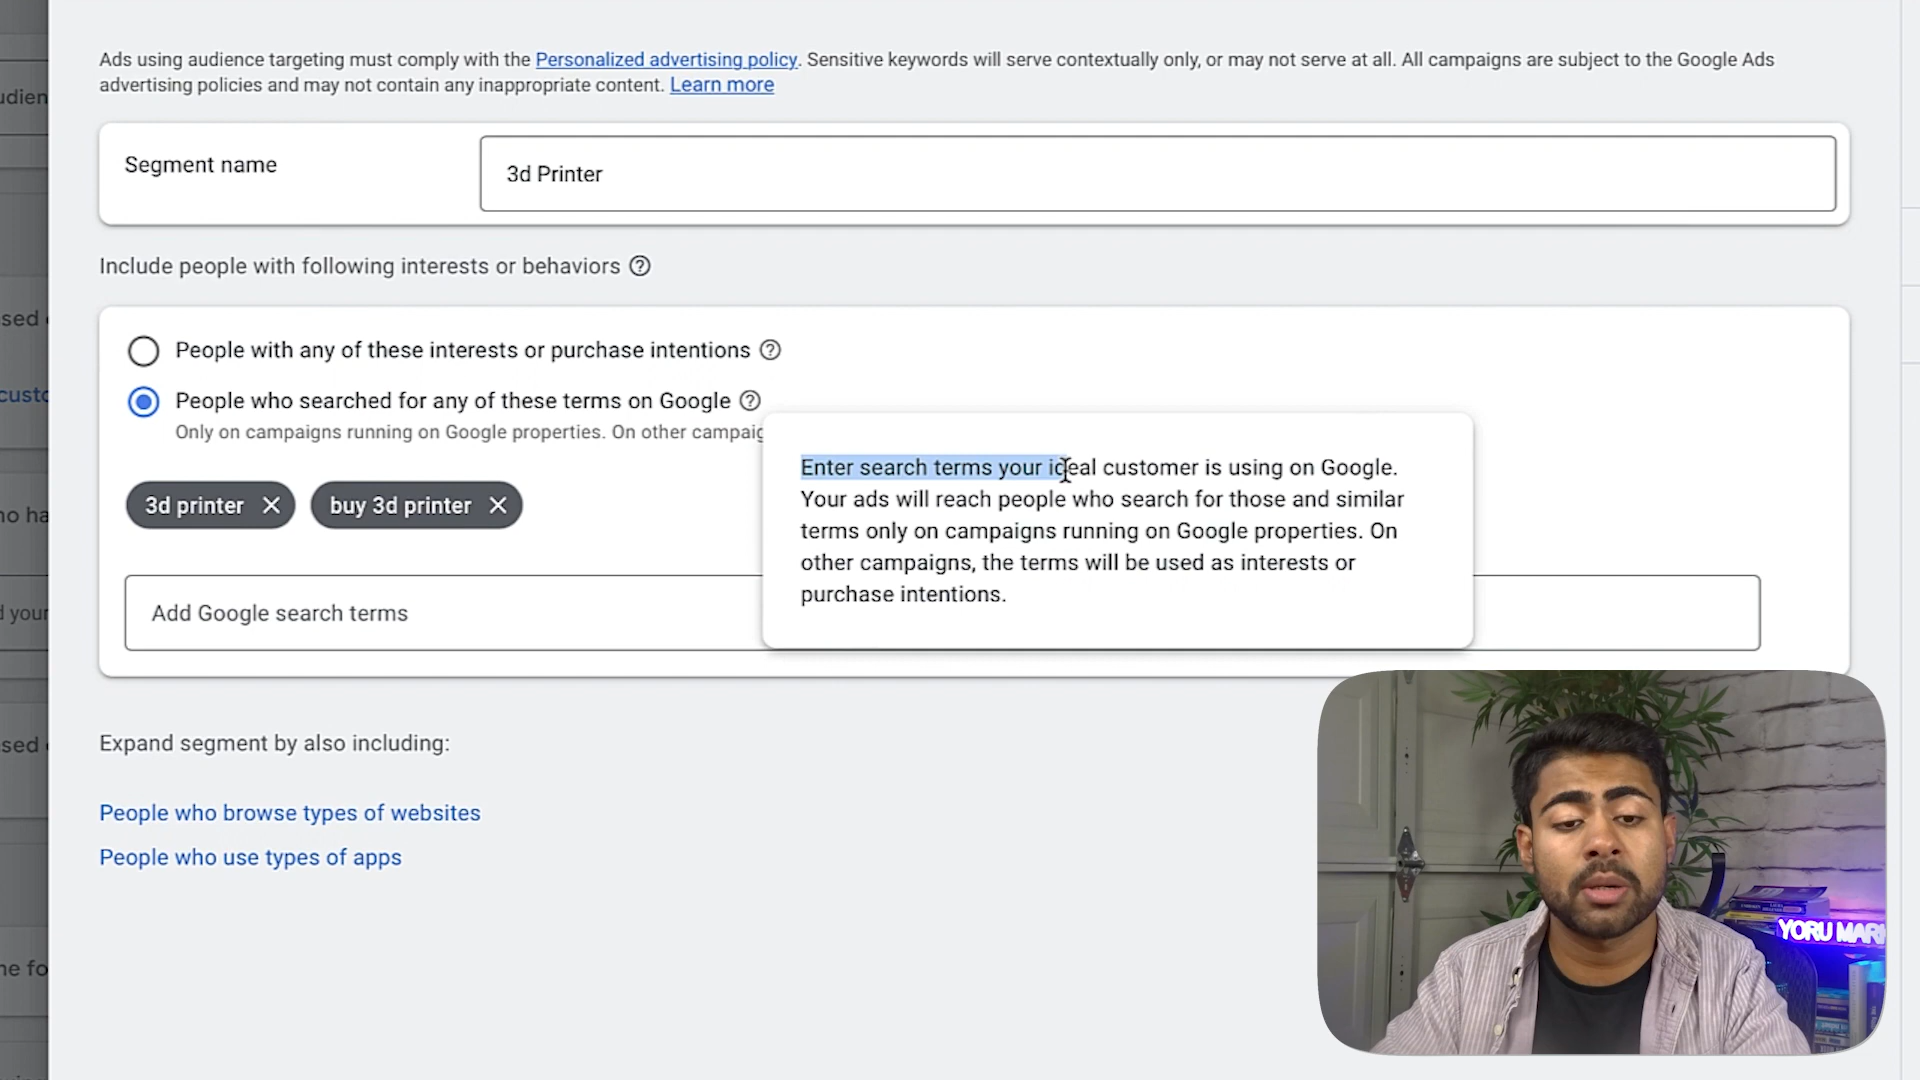 Ads using audience targeting must comply with the Personalized advertising policy. Sensitive keywords will serve contextually only, or may not serve at all. All campaigns are subject to the Google Ads
advertising policies and may not contain any inappropriate content. Learn more
Segment name
3d Printer
Include people with following interests or behaviors
People with any of these interests or purchase intentions
People who searched for any of these terms on Google
Only on campaigns running on Google properties. On other campaig
3d printer
buy 3d printer
Enter search terms your ideal customer is using on Google.
Your ads will reach people who search for those and similar
terms only on campaigns running on Google properties. On
other campaigns, the terms will be used as interests or
purchase intentions.
Add Google search terms
Expand segment by also including:
People who browse types of websites
People who use types of apps
YORU MAR